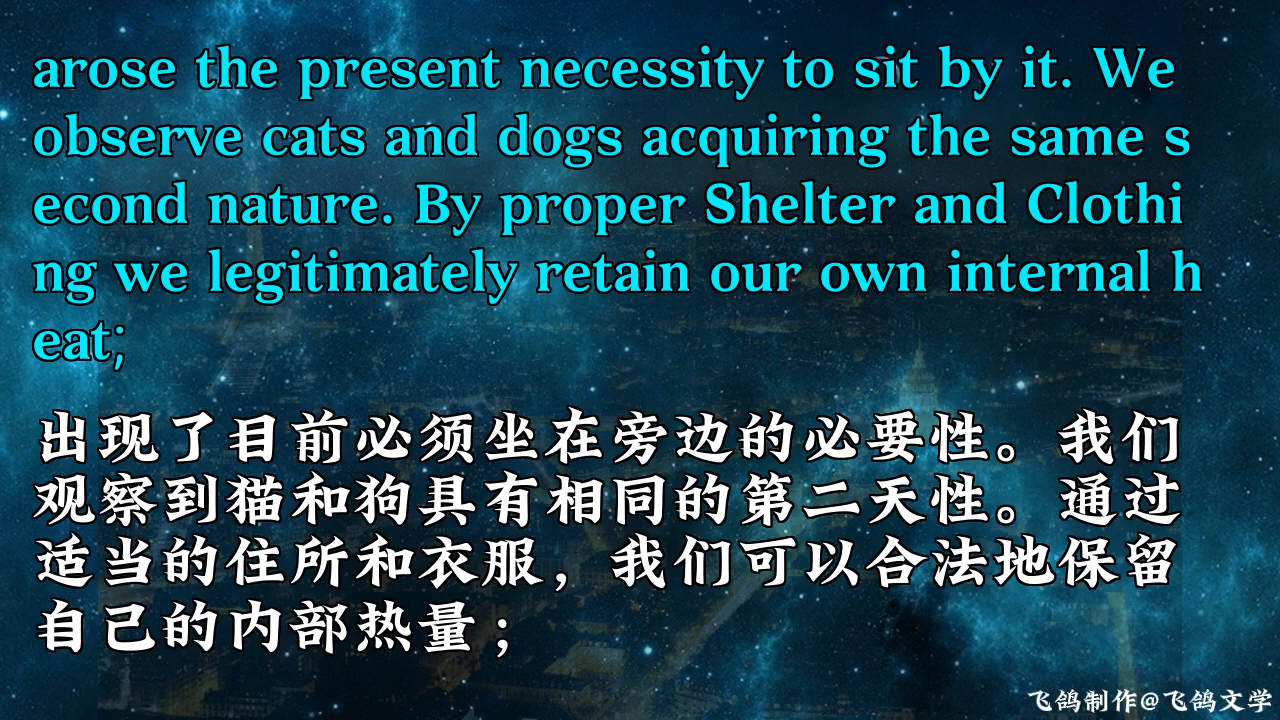 arose the present necessity to sit by it. We
observe cats and dogs acquiring the same s
econd nature. By proper Shelter and Clothi
ng we legitimately retain our own internal h
eat;
出现了目前必须坐在旁边的必要性。我们
观察到猫和狗具有相同的第二天性。通过
适当的住所和衣服，我们可以合法地保留
自己的内部热量；
飞鸽制作@飞鸽文学